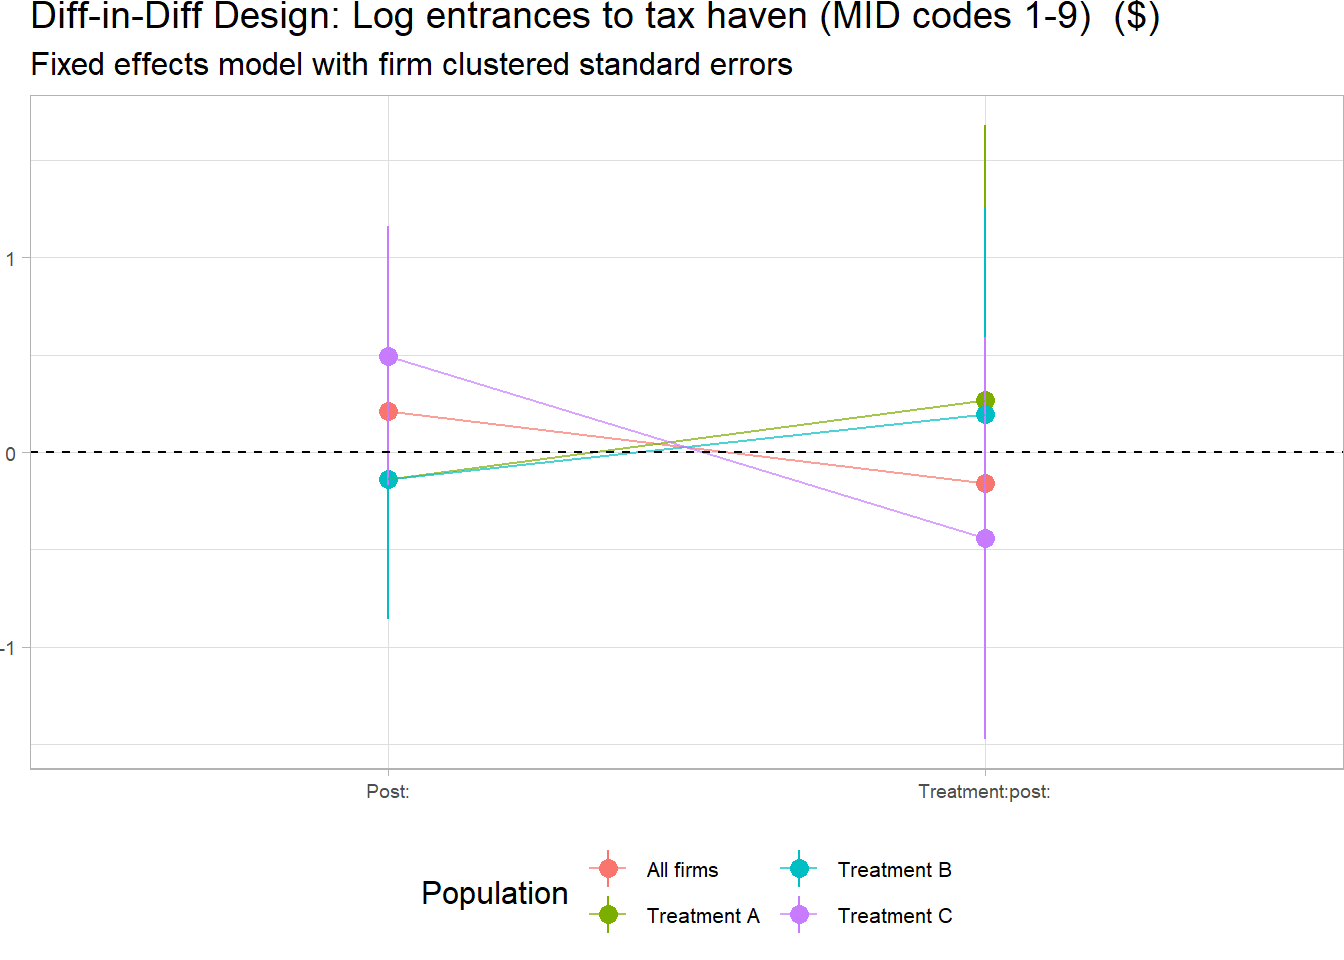 Diff-in-Diff Design: Log entrances to tax haven (MID codes 1-9)  ($)
Fixed effects model with firm clustered standard errors
1
0
-1
Post:
Treatment:post:
Population
All firms
Treatment B
Treatment A
Treatment C